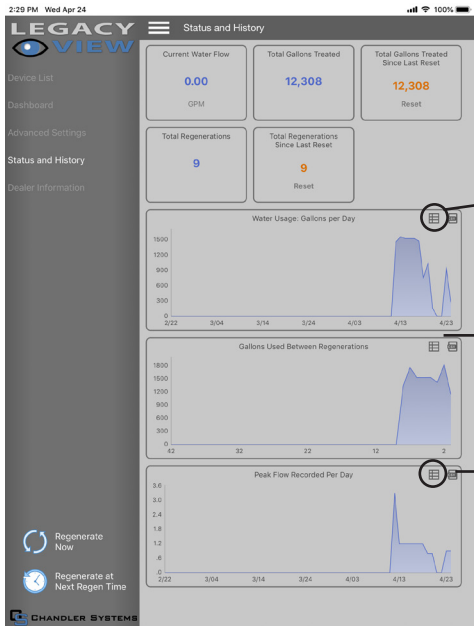 2:29 PM Wed Apr 24
100%
LEGACY
VIEW
Device List
Dashboard
Advanced Settings
Status and History
Dealer Information
Regenerate
Now
Regenerate at
Next Regen Time
CHANDLER SYSTEMS
Status and History
Current Water Flow
0.00
GPM
Total Gallons Treated
12,308
Total Gallons Treated
Since Last Reset
12,308
Reset
Total Regenerations
9
Total Regenerations
Since Last Reset
9
Reset
Water Usage: Gallons per Day
1500
1200
900
600
300
0
2/22 3/04 3/14 3/24 4/03 4/13 4/23
Gallons Used Between Regenerations
1800
1500
1200
900
600
300
0
42 32 22 12 2
Peak Flow Recorded Per Day
3.6
3.0
2.4
1.8
1.2
.6
.0
2/22 3/04 3/14 3/24 4/03 4/13 4/23